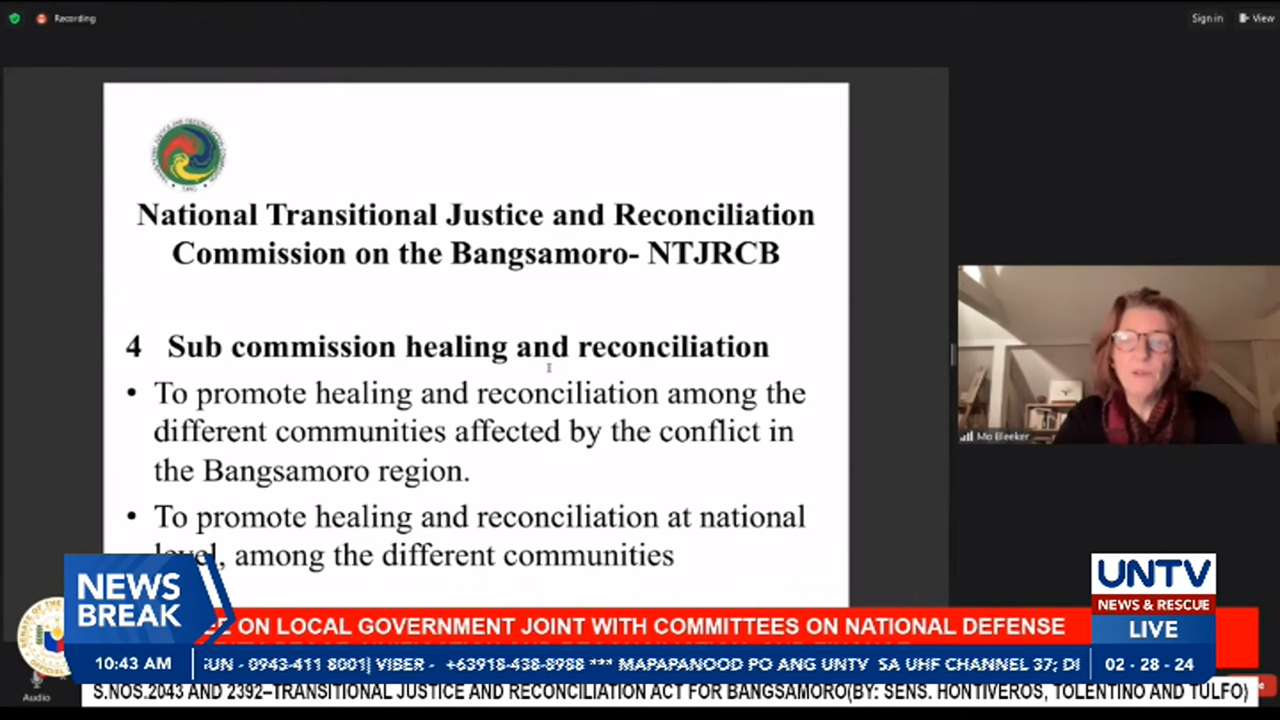 Recording
Sign in
View
National Transitional Justice and Reconciliation
Commission on the Bangsamoro- NTJRCB
4 Sub commission healing and reconciliation
• To promote healing and reconciliation among the
different communities affected by the conflict in
the Bangsamoro region.
• To promote healing and reconciliation at national
level, among the different communities
Mo Bleeker
NEWS
BREAK
UNTV
NEWS & RESCUE
LIVE
ON LOCAL GOVERNMENT JOINT WITH COMMITTEES ON NATIONAL DEFENSE
10:43 AM
- 0943-411 8001| VIBER - +63918-438-8988 *** MAPAPANOOD PO ANG UNTV SA UHF CHANNEL 37;
02 - 28 - 24
Audio
S.NOS.2043 AND 2392–TRANSITIONAL JUSTICE AND RECONCILIATION ACT FOR BANGSAMORO(BY: SENS. HONTIVEROS, TOLENTINO AND TULFO)